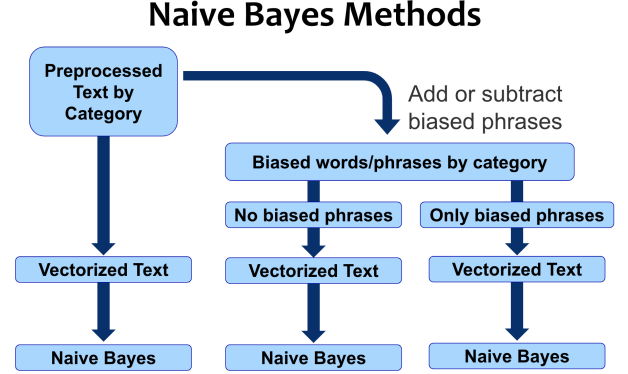 Naive Bayes Methods
Preprocessed
Text by
Category
Add or subtract
biased phrases
Biased words/phrases by category
No biased phrases
Only biased phrases
Vectorized Text
Vectorized Text
Vectorized Text
Naive Bayes
Naive Bayes
Naive Bayes